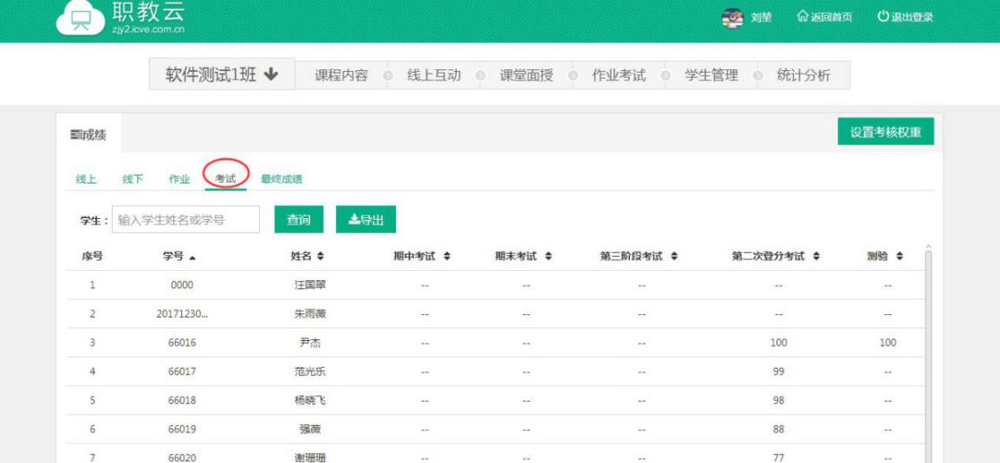 职教云
zjy2.icve.com.cn
刘堃 返回首页 退出登录
软件测试1班 课程内容 线上互动 课堂面授 作业考试 学生管理 统计分析
成绩 设置考核权重
线上 线下 作业 考试 最终成绩
学生： 输入学生姓名或学号 查询 导出
序号 学号 姓名 期中考试 期末考试 第三阶段考试 第二次登分考试 测验
1 0000 汪国翠 -- -- -- -- --
2 20171230... 朱雨薇 -- -- -- -- --
3 66016 尹杰 -- -- -- 100 100
4 66017 范光乐 -- -- -- 99 --
5 66018 杨晓飞 -- -- -- 98 --
6 66019 强薇 -- -- -- 88 --
7 66020 谢珊珊 -- -- -- 77 --